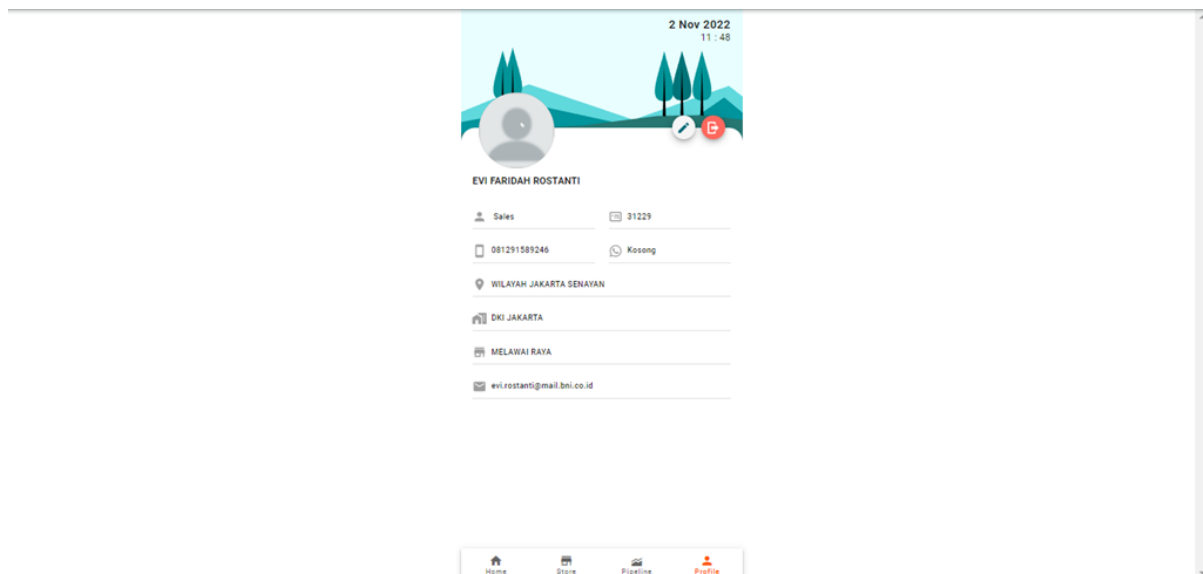 2 Nov 2022
11 : 48
EVI FARIDAH ROSTANTI
Sales
31229
081291589246
Kosong
WILAYAH JAKARTA SENAYAN
DKI JAKARTA
MELAWAI RAYA
evi.rostanti@mail.bni.co.id
Home
Store
Pipeline
Profile